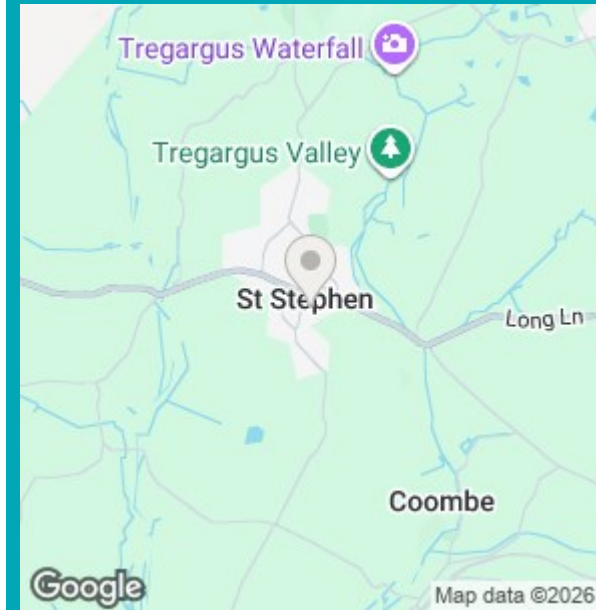 Tregargus Waterfall
Tregargus Valley
St Stephen
Long Ln
Coombe
Google
Map data ©2026